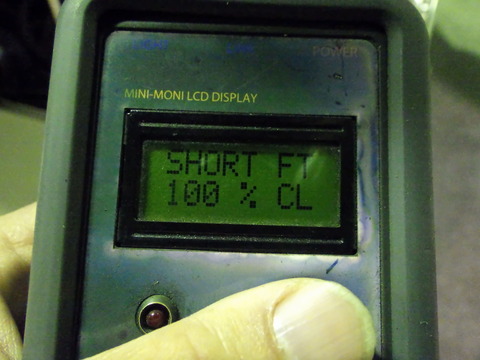 POWER
MINI-MONI LCD DISPLAY
SHORT FT
100 % CL